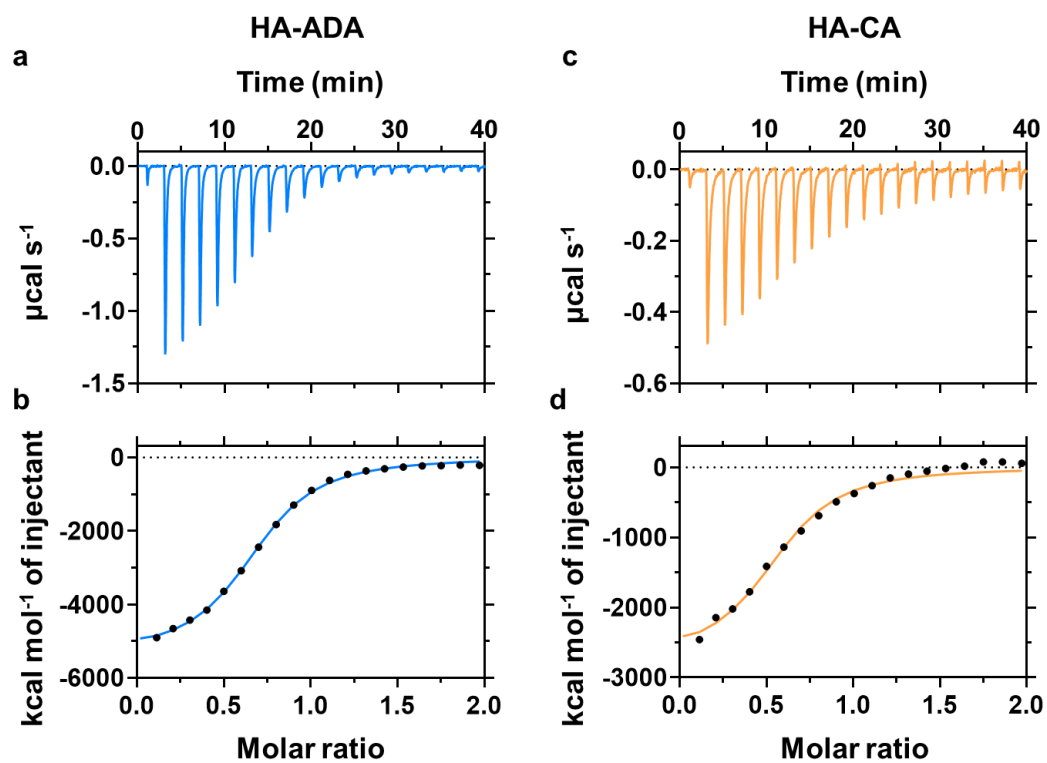 HA-ADA
a
Time (min)
0 10 20 30 40
0.0
-0.5
-1.0
-1.5
µcal s⁻¹
b
0
-2000
-4000
-6000
kcal mol⁻¹ of injectant
0.0 0.5 1.0 1.5 2.0
Molar ratio
HA-CA
c
Time (min)
0 10 20 30 40
0.0
-0.2
-0.4
-0.6
µcal s⁻¹
d
0
-1000
-2000
-3000
kcal mol⁻¹ of injectant
0.0 0.5 1.0 1.5 2.0
Molar ratio